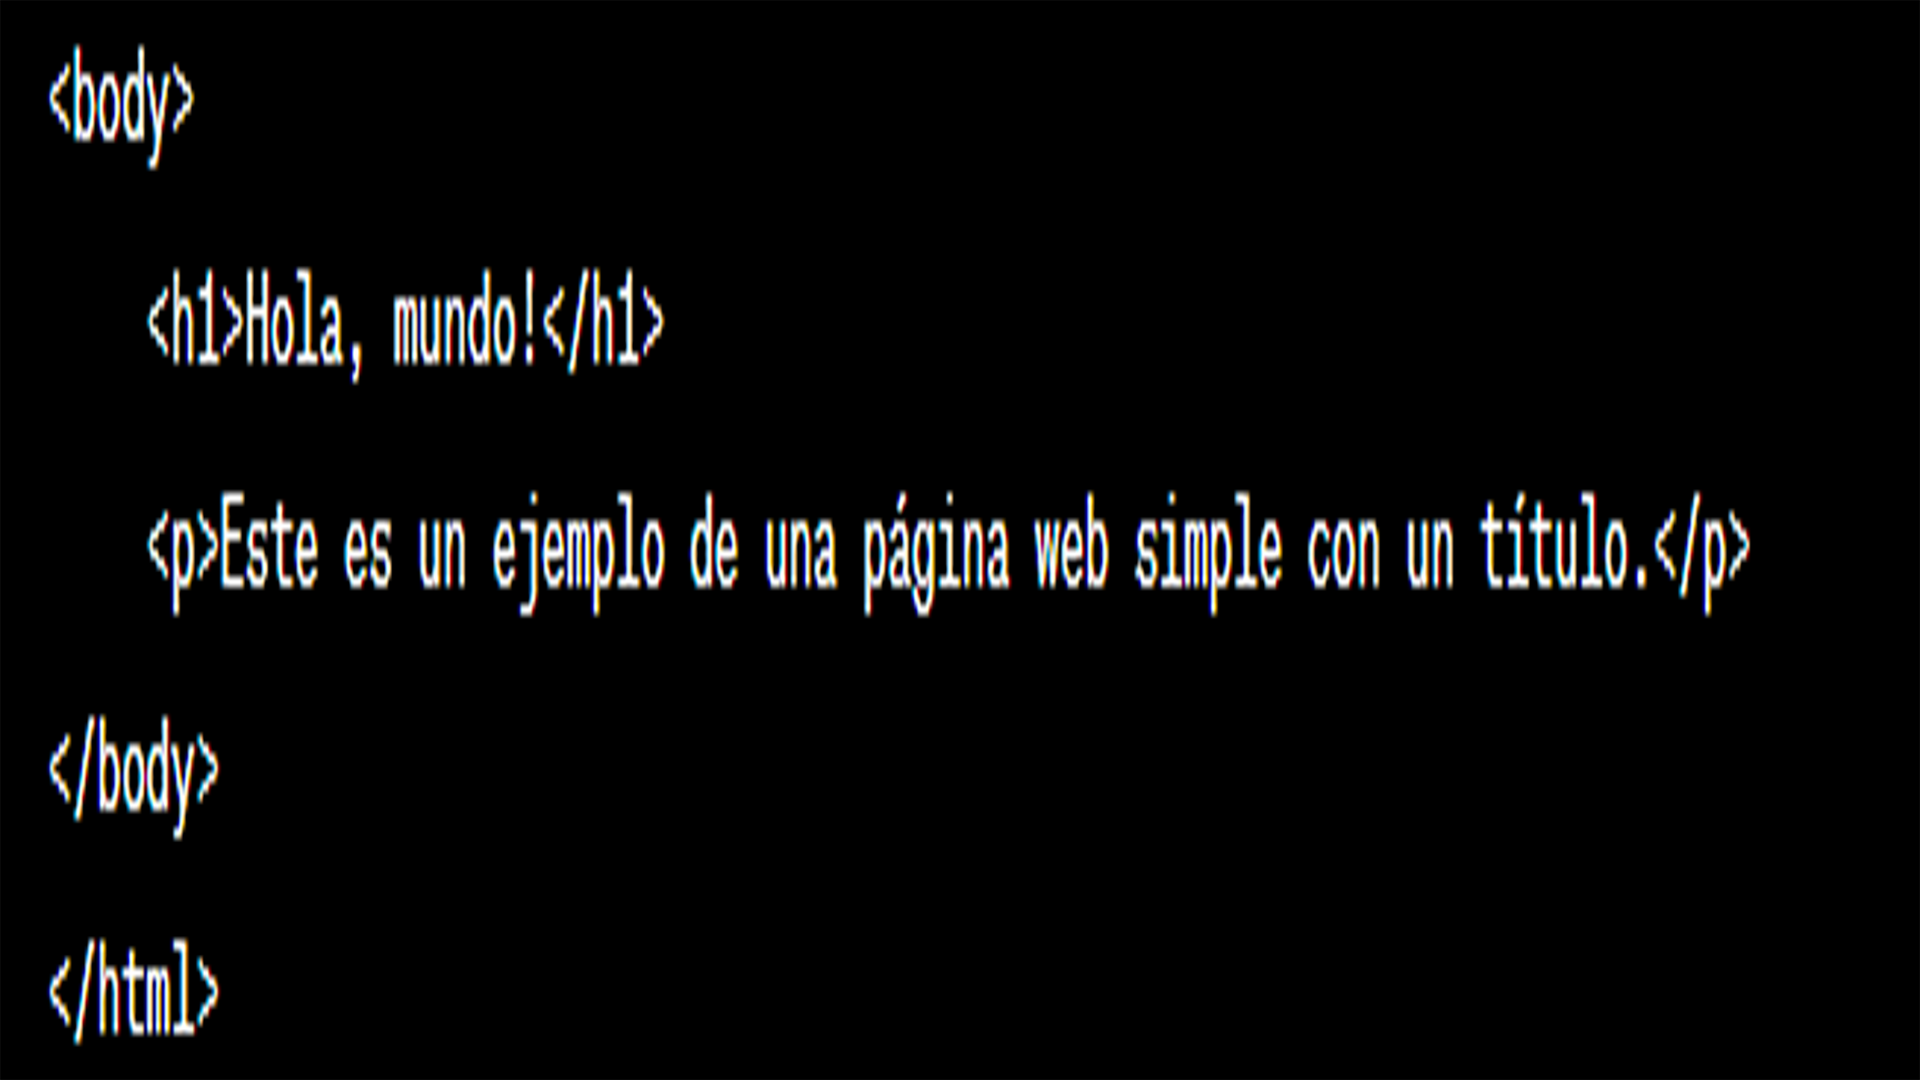 <body>
<h1>Hola, mundo!</h1>
<p>Este es un ejemplo de una página web simple con un título.</p>
</body>
</html>